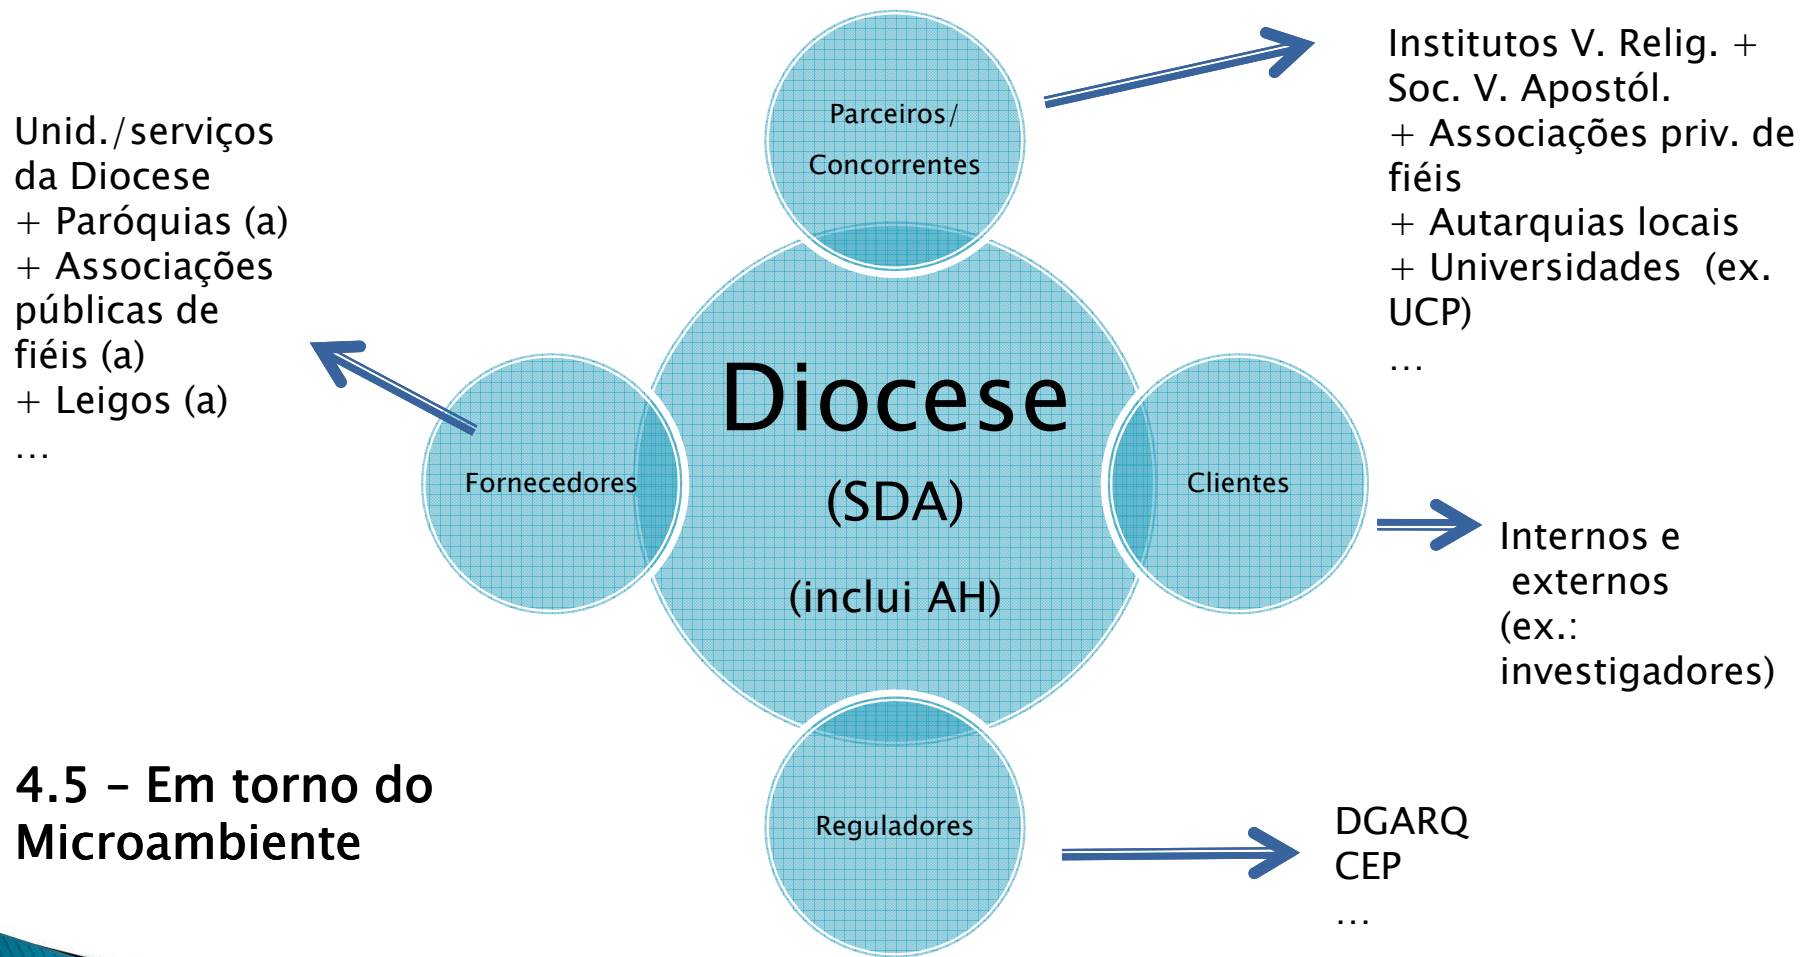 Unid./serviços
da Diocese
+ Paróquias (a)
+ Associações
públicas de
fiéis (a)
+ Leigos (a)
…
Parceiros/
Concorrentes
Institutos V. Relig. +
Soc. V. Apostól.
+ Associações priv. de
fiéis
+ Autarquias locais
+ Universidades (ex.
UCP)
…
Fornecedores
Diocese
(SDA)
(inclui AH)
Clientes
Internos e
externos
(ex.:
investigadores)
4.5 – Em torno do
Microambiente
Reguladores
DGARQ
CEP
…